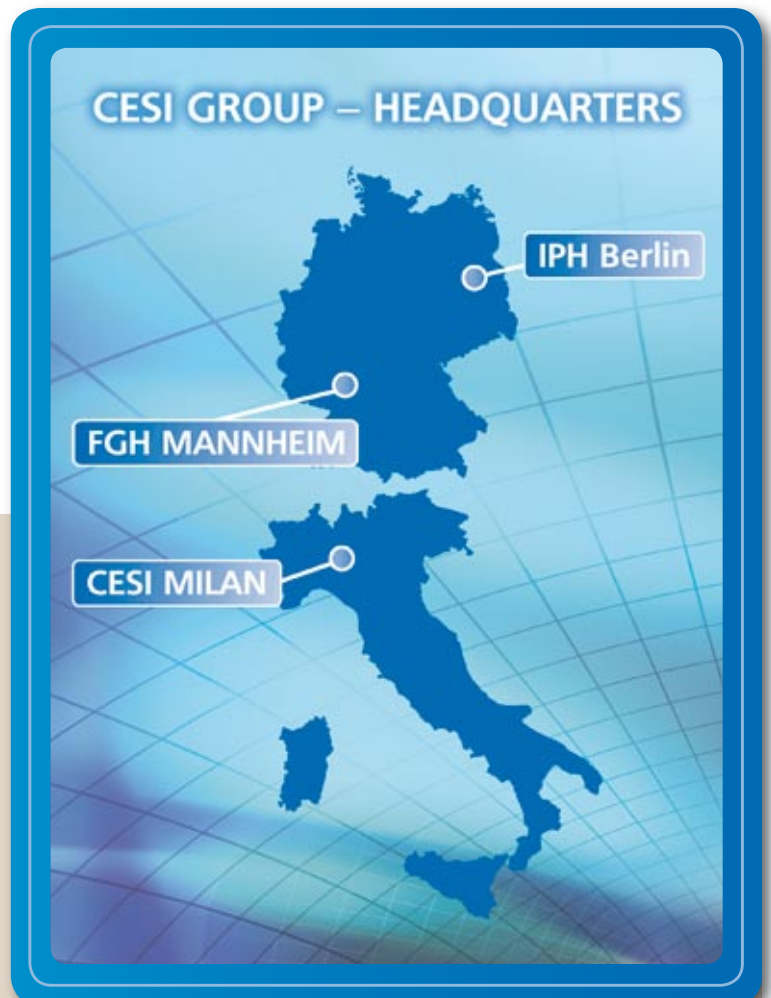 CESI GROUP – HEADQUARTERS
IPH Berlin
FGH MANNHEIM
CESI MILAN